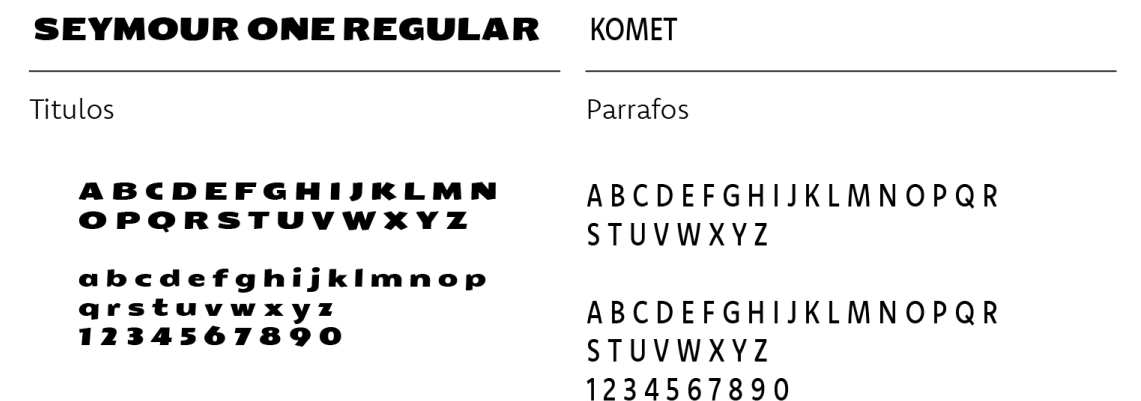 SEYMOUR ONE REGULAR
Titulos
A B C D E F G H I J K L M N
O P Q R S T U V W X Y Z
a b c d e f g h i j k l m n o p
q r s t u v w x y z
1 2 3 4 5 6 7 8 9 0
KOMET
Parrafos
A B C D E F G H I J K L M N O P Q R
S T U V W X Y Z
A B C D E F G H I J K L M N O P Q R
S T U V W X Y Z
1 2 3 4 5 6 7 8 9 0